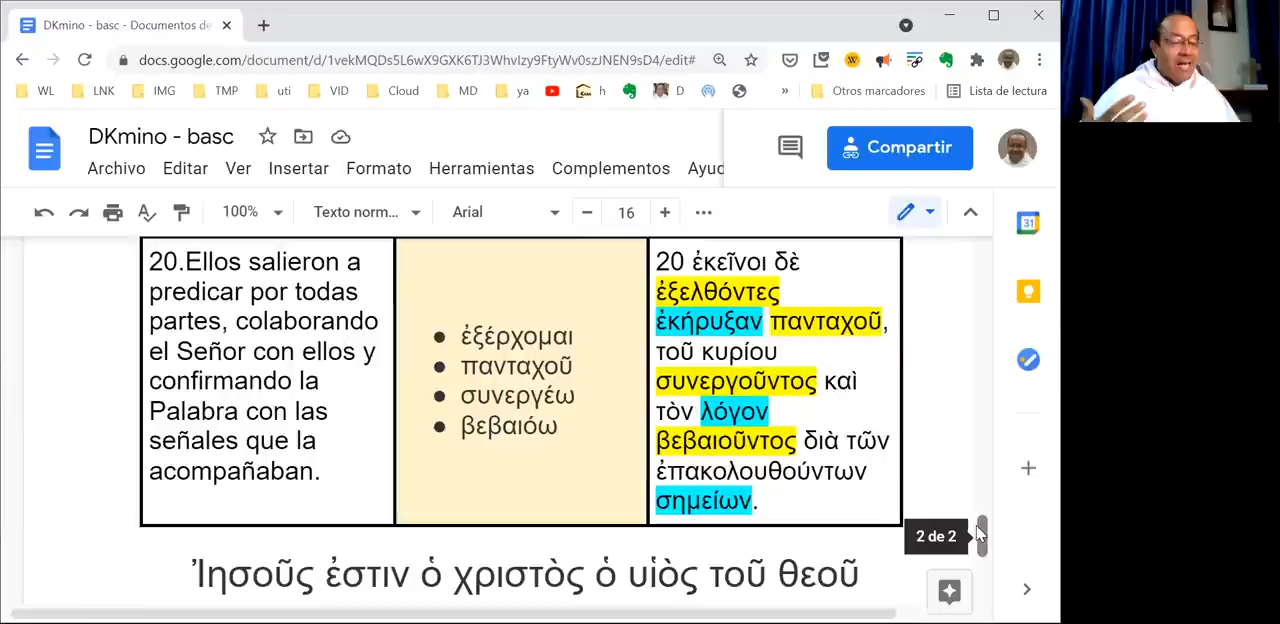 DKmino - basc - Documentos de
docs.google.com/document/d/1vekMQDs5L6wX9GXK6TJ3WhvIzy9FtyWv0szJNEN9sD4/edit#
WL LNK IMG TMP uti VID Cloud MD ya h D » Otros marcadores Lista de lectura
DKmino - basc
Compartir
Archivo Editar Ver Insertar Formato Herramientas Complementos Ayud
100% Texto norm... Arial 16
31
20.Ellos salieron a
predicar por todas
partes, colaborando
el Señor con ellos y
confirmando la
Palabra con las
señales que la
acompañaban.
● ἐξέρχομαι
● πανταχοῦ
● συνεργέω
● βεβαιόω
20 ἐκεῖνοι δὲ
ἐξελθόντες
ἐκήρυξαν πανταχοῦ,
τοῦ κυρίου
συνεργοῦντος καὶ
τὸν λόγον
βεβαιοῦντος διὰ τῶν
ἐπακολουθούντων
σημείων.
2 de 2
Ἰησοῦς ἐστιν ὁ χριστὸς ὁ υἱὸς τοῦ θεοῦ